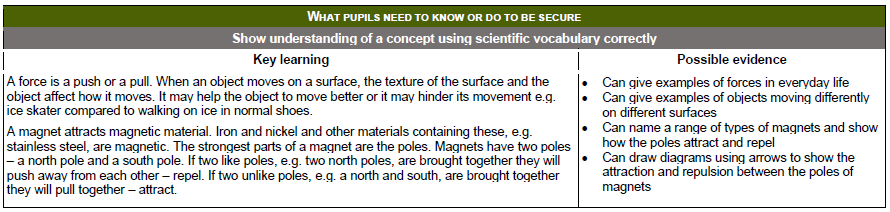 WHAT PUPILS NEED TO KNOW OR DO TO BE SECURE
Show understanding of a concept using scientific vocabulary correctly
Key learning
A force is a push or a pull. When an object moves on a surface, the texture of the surface and the
object affect how it moves. It may help the object to move better or it may hinder its movement e.g.
ice skater compared to walking on ice in normal shoes.
A magnet attracts magnetic material. Iron and nickel and other materials containing these, e.g.
stainless steel, are magnetic. The strongest parts of a magnet are the poles. Magnets have two poles
– a north pole and a south pole. If two like poles, e.g. two north poles, are brought together they will
push away from each other – repel. If two unlike poles, e.g. a north and south, are brought together
they will pull together – attract.
Possible evidence
• Can give examples of forces in everyday life
• Can give examples of objects moving differently
on different surfaces
• Can name a range of types of magnets and show
how the poles attract and repel
• Can draw diagrams using arrows to show the
attraction and repulsion between the poles of
magnets